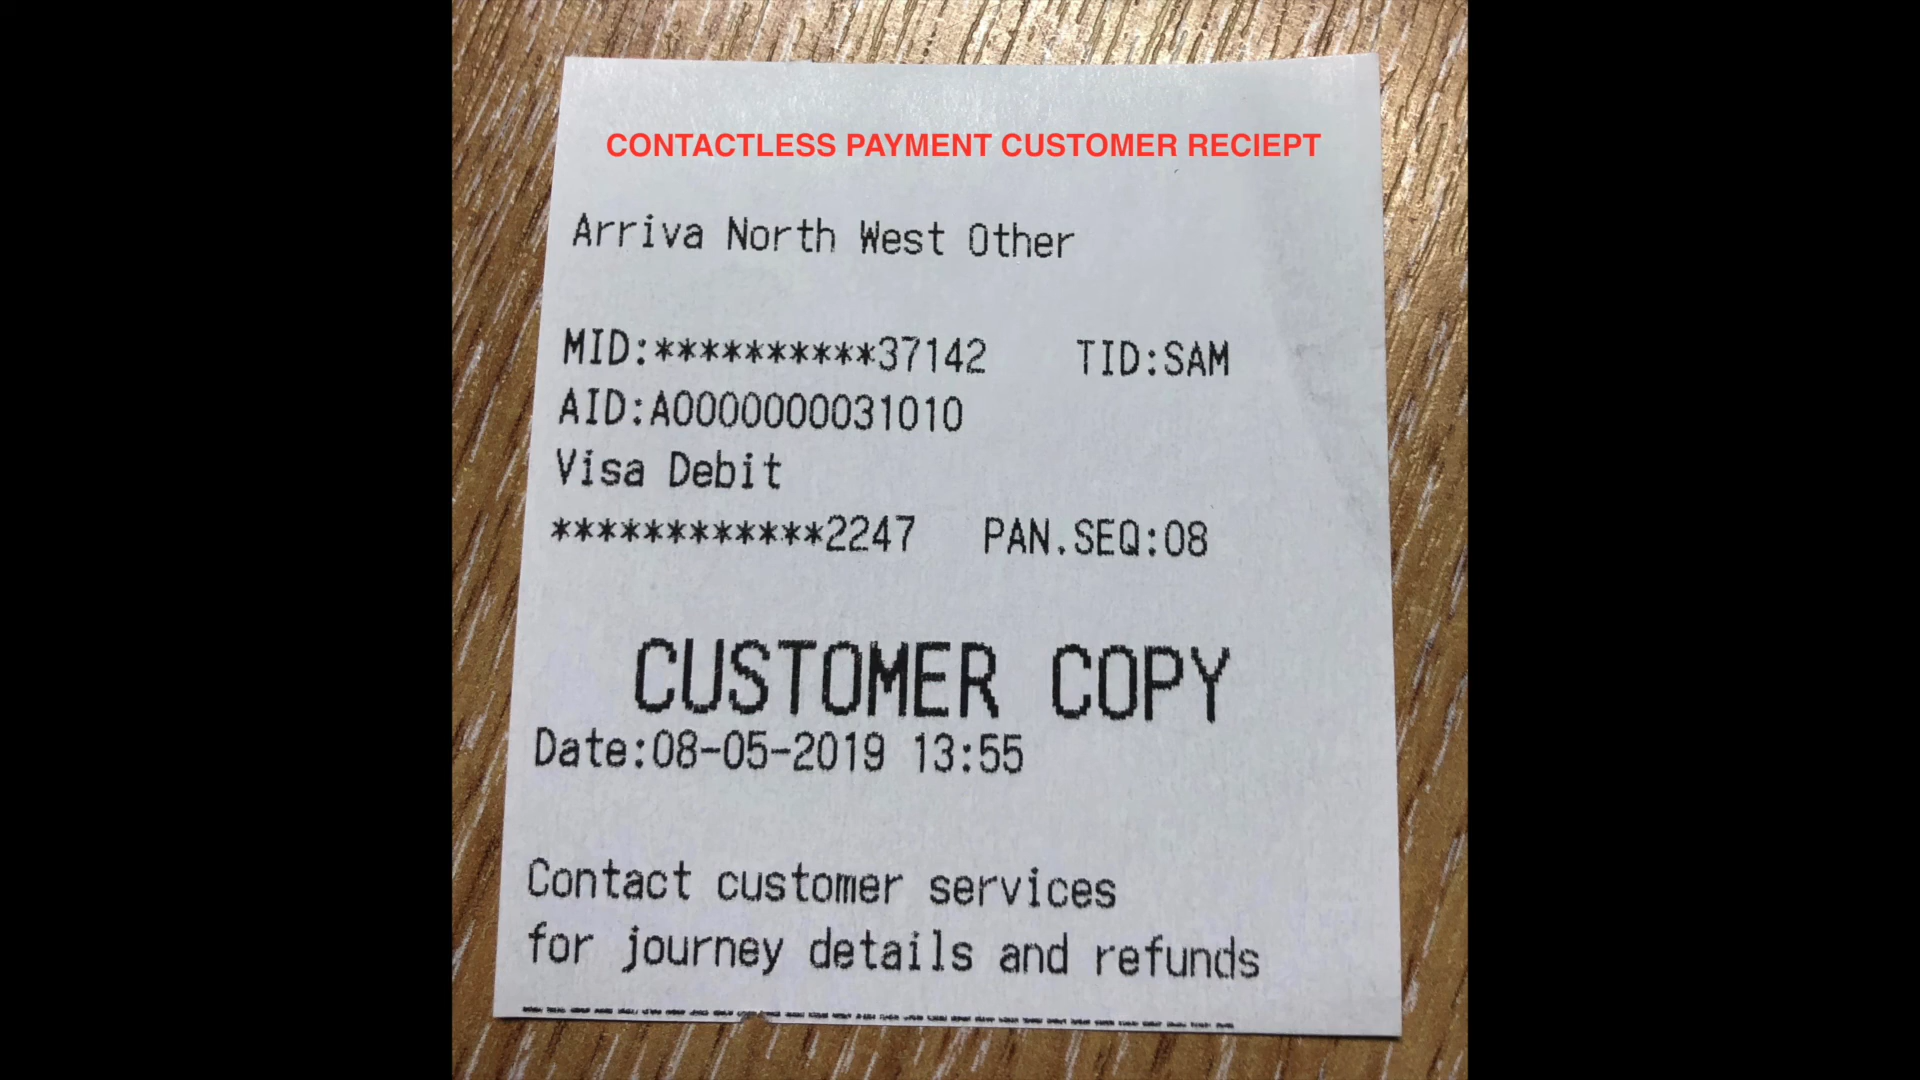 CONTACTLESS PAYMENT CUSTOMER RECIEPT
Arriva North West Other
MID:**********37142 TID:SAM
AID:A0000000031010
Visa Debit
************2247 PAN.SEQ:08
CUSTOMER COPY
Date:08-05-2019 13:55
Contact customer services
for journey details and refunds